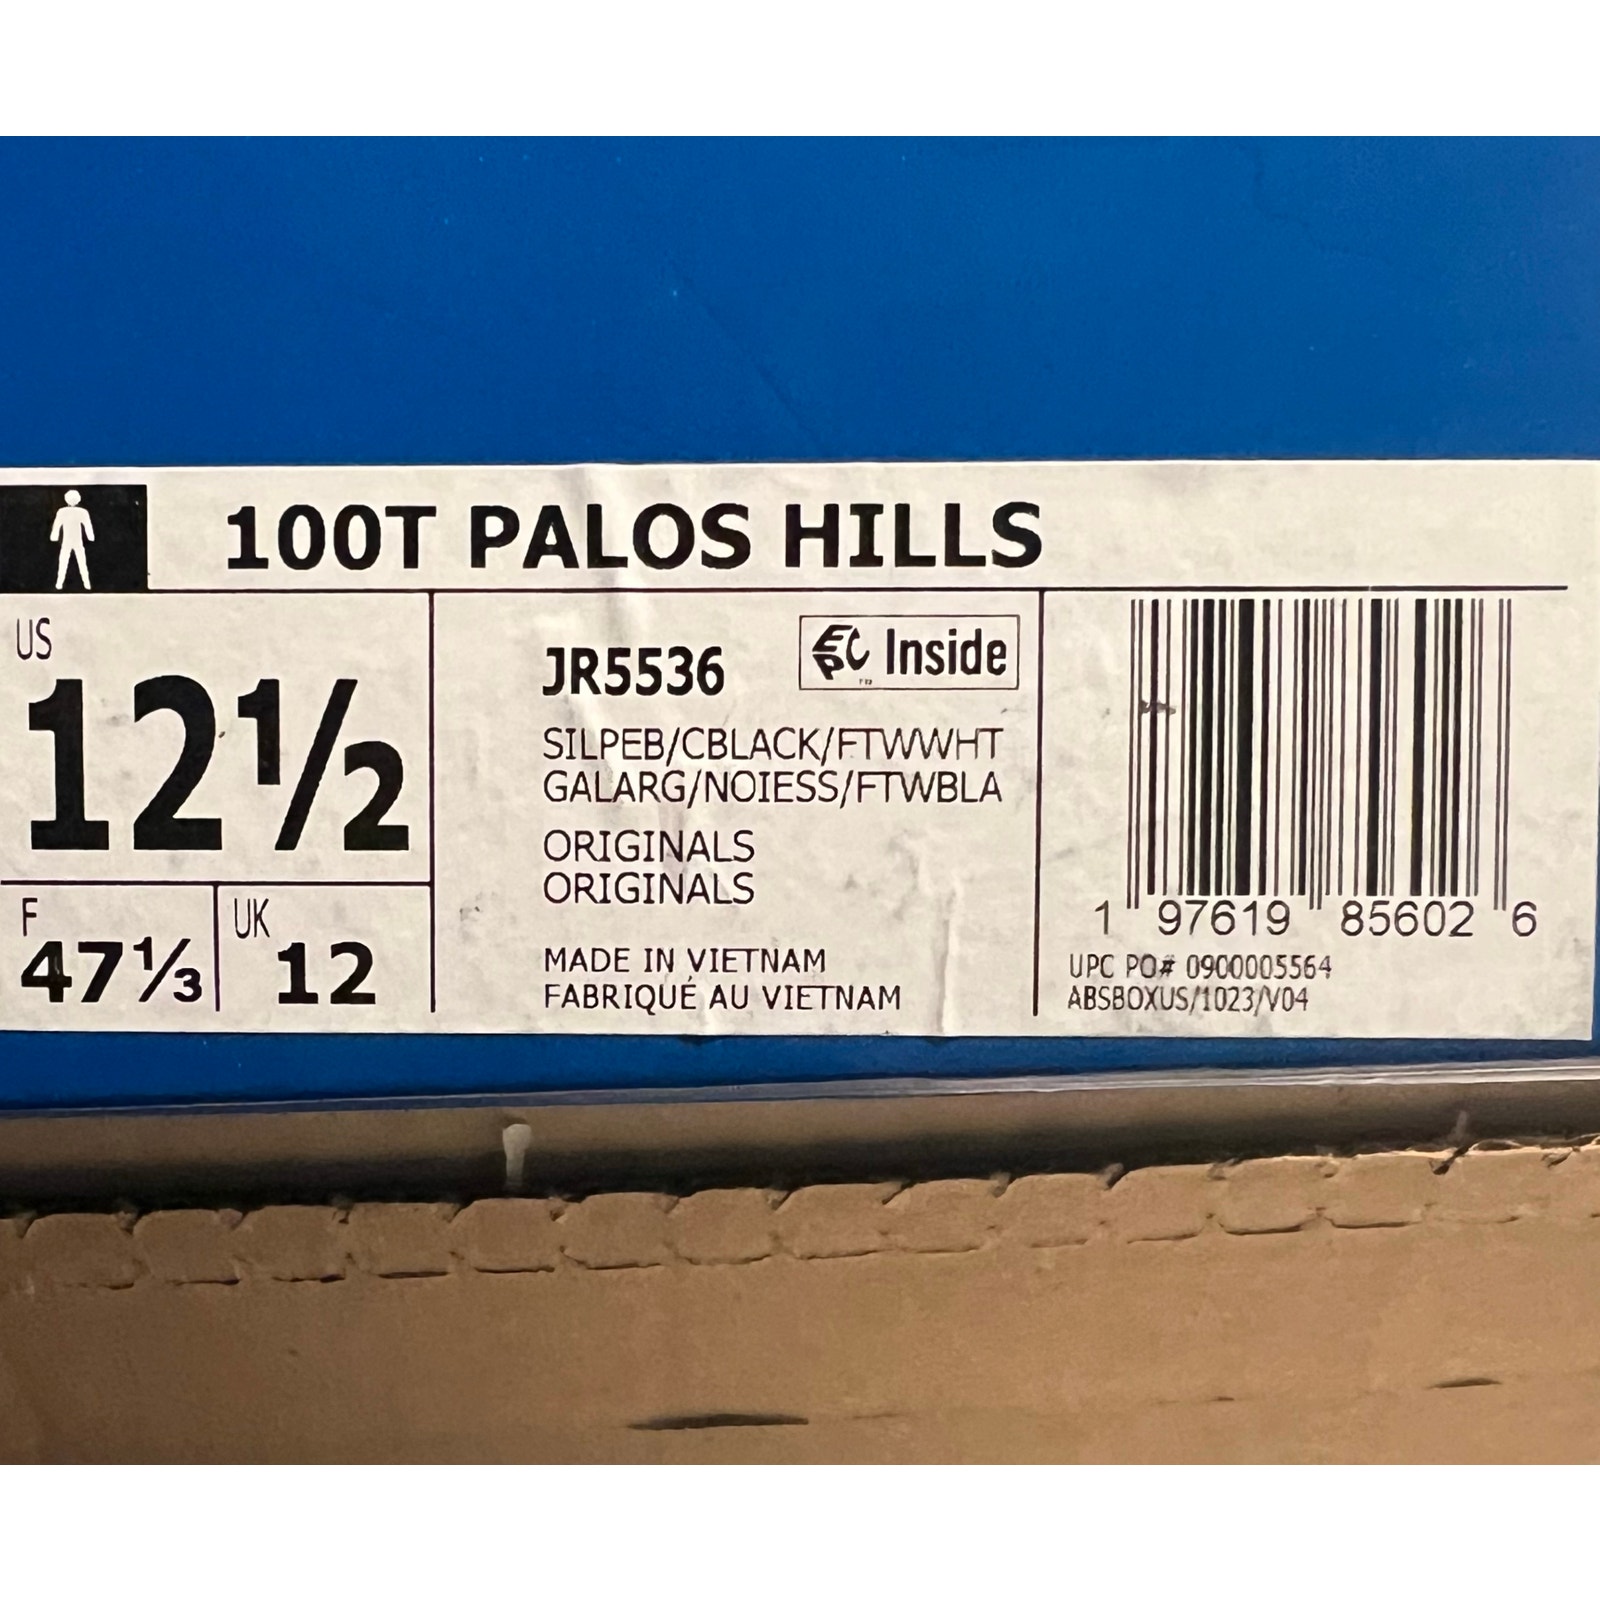 100T PALOS HILLS
US
12½
F
47⅓
UK
12
JR5536
EPC Inside
SILPEB/CBLACK/FTWWHT
GALARG/NOIESS/FTWBLA
ORIGINALS
ORIGINALS
MADE IN VIETNAM
FABRIQUÉ AU VIETNAM
1 97619 85602 6
UPC PO# 0900005564
ABSBOXUS/1023/V04